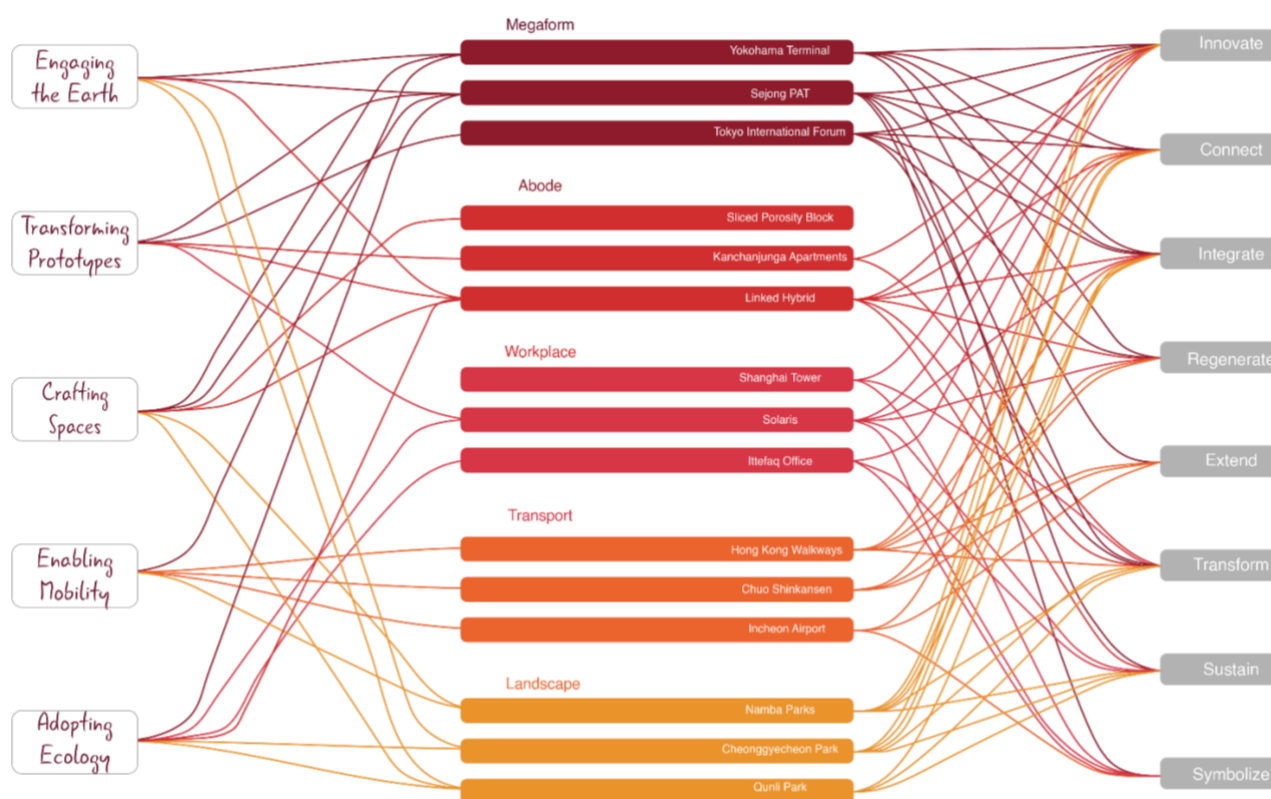 Engaging
the Earth
Transforming
Prototypes
Crafting
Spaces
Enabling
Mobility
Adopting
Ecology
Megaform
Yokohama Terminal
Sejong PAT
Tokyo International Forum
Abode
Sliced Porosity Block
Kanchanjunga Apartments
Linked Hybrid
Workplace
Shanghai Tower
Solaris
Ittefaq Office
Transport
Hong Kong Walkways
Chuo Shinkansen
Incheon Airport
Landscape
Namba Parks
Cheonggyecheon Park
Qunli Park
Innovate
Connect
Integrate
Regenerate
Extend
Transform
Sustain
Symbolize